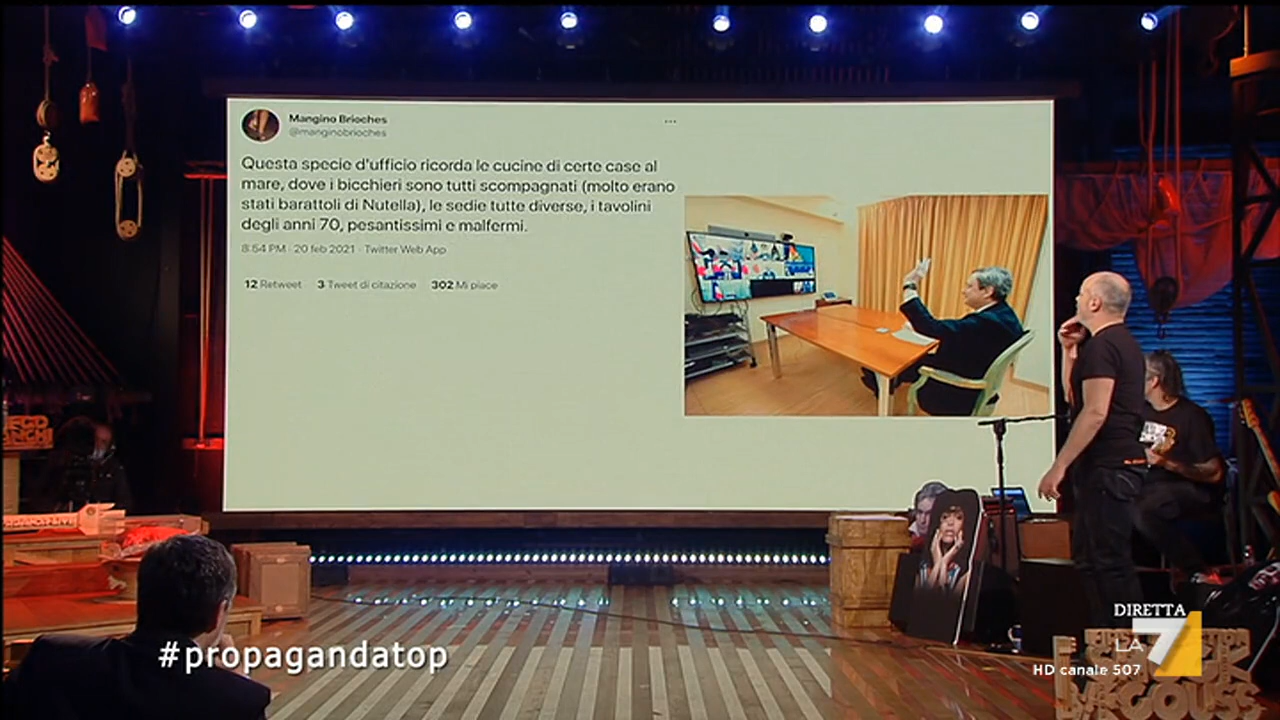 Mangino Brioches
@manginobrioches
Questa specie d'ufficio ricorda le cucine di certe case al
mare, dove i bicchieri sono tutti scompagnati (molto erano
stati barattoli di Nutella), le sedie tutte diverse, i tavolini
degli anni 70, pesantissimi e malfermi.
8:54 PM · 20 feb 2021 · Twitter Web App
12 Retweet 3 Tweet di citazione 302 Mi piace
#propagandatop
DIRETTA
LA 7
HD canale 507